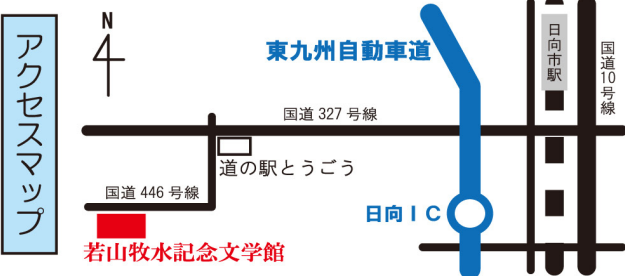 アクセスマップ
N
東九州自動車道
日向市駅
国道10号線
国道 327 号線
道の駅とうごう
国道 446 号線
日向ＩＣ
若山牧水記念文学館